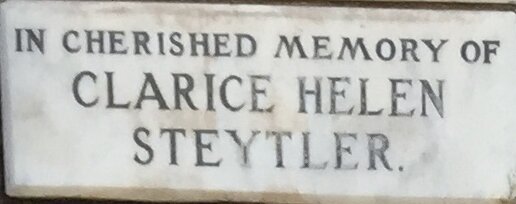 IN CHERISHED MEMORY OF
CLARICE HELEN
STEYTLER.